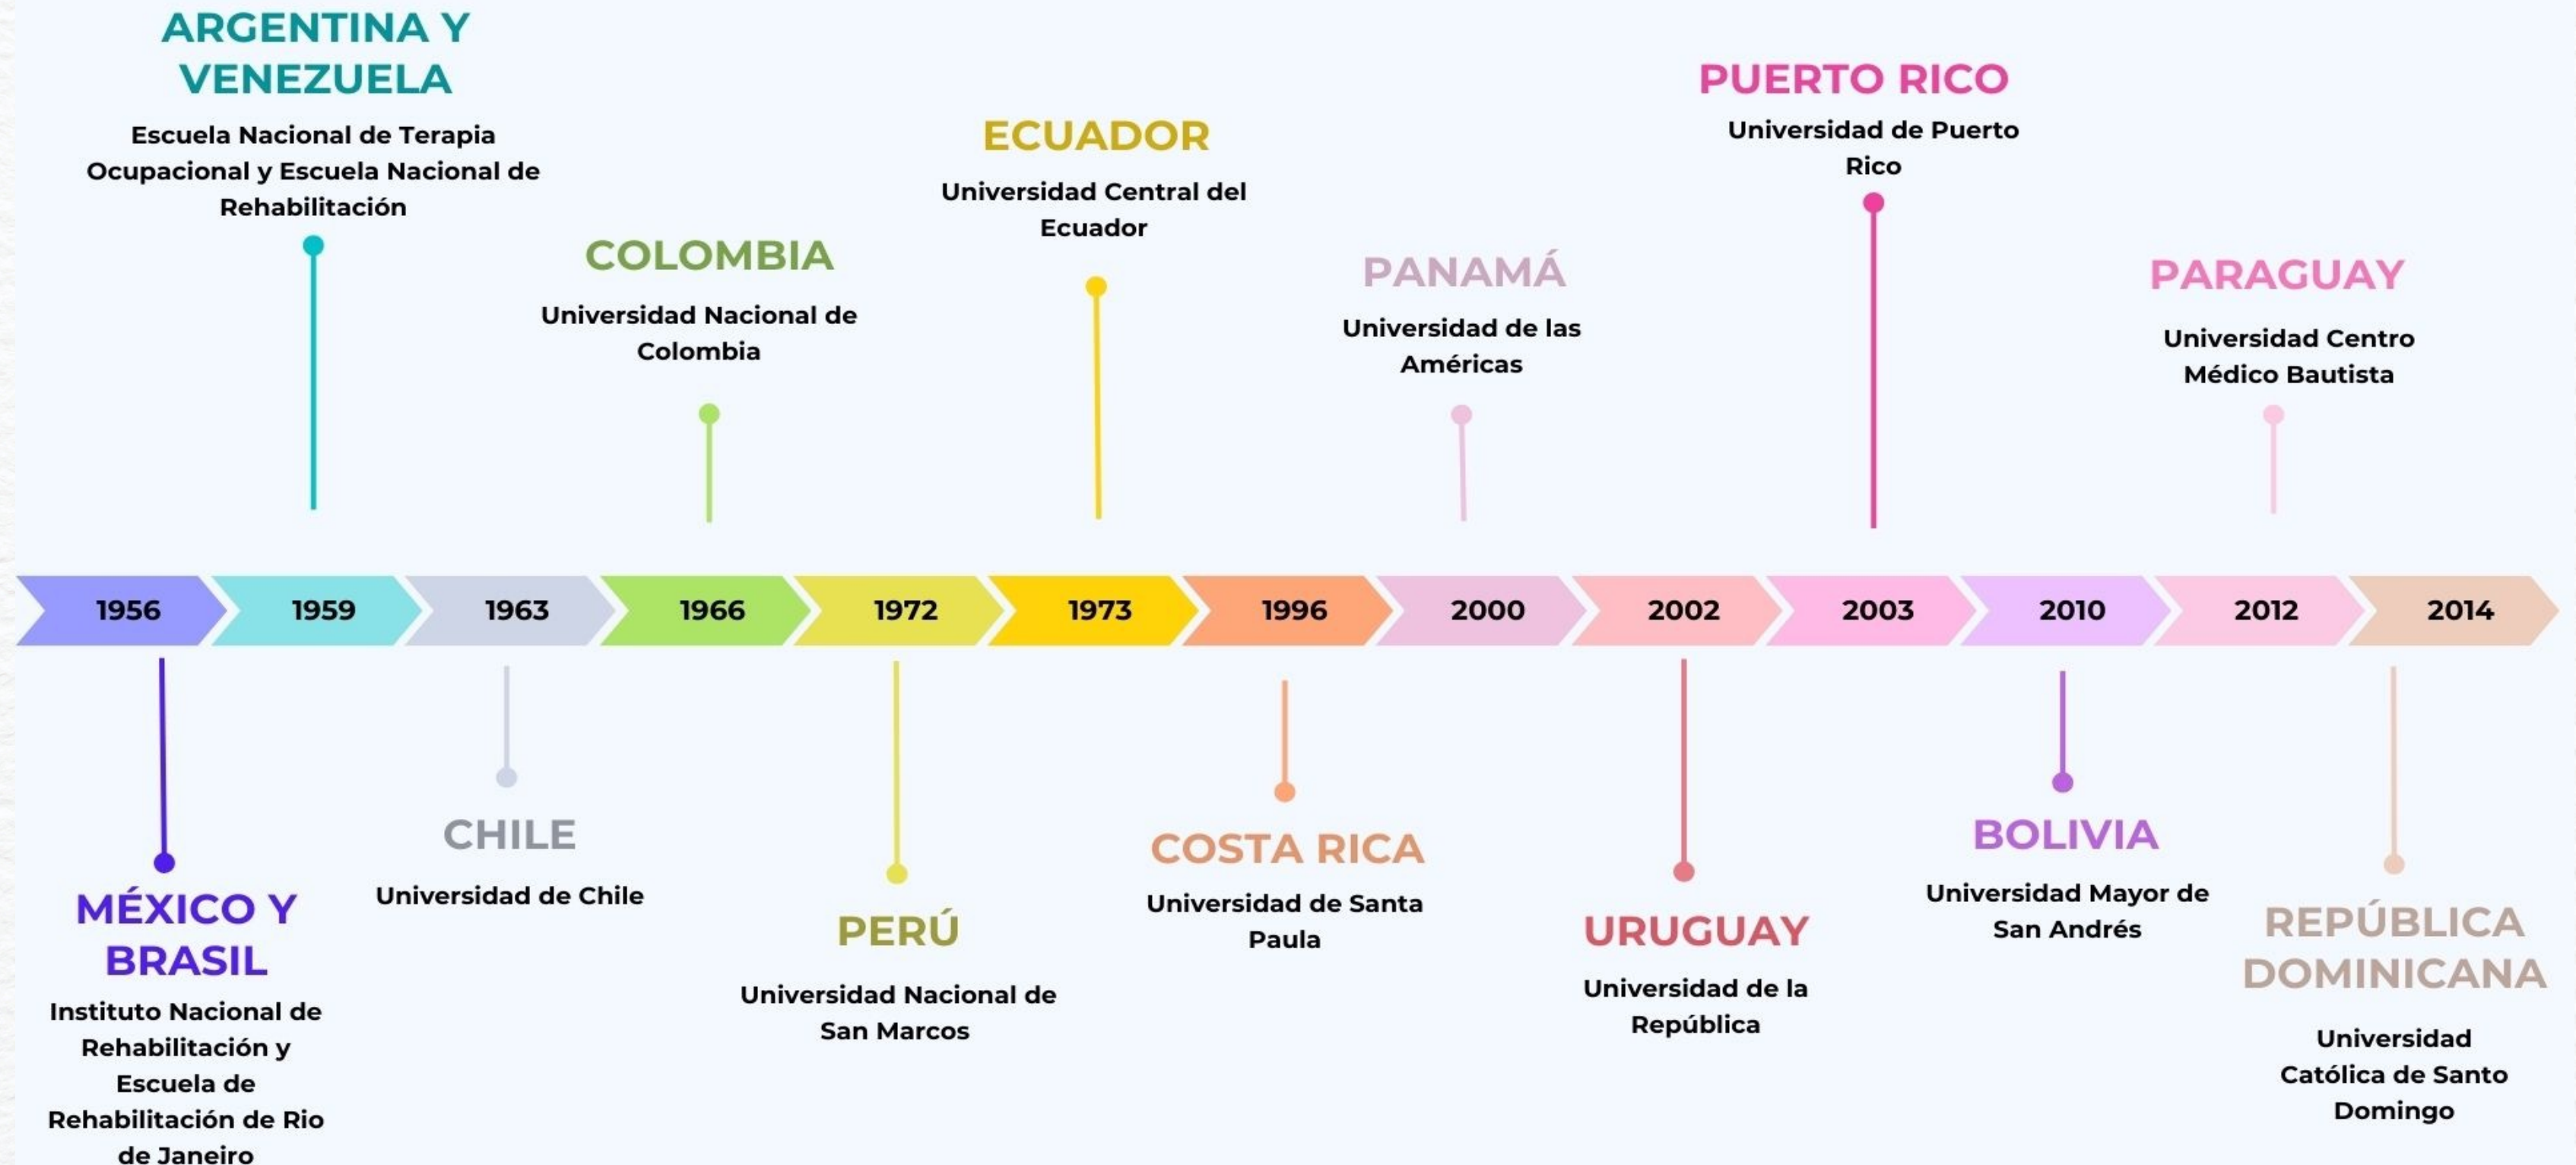 ARGENTINA Y
VENEZUELA
Escuela Nacional de Terapia
Ocupacional y Escuela Nacional de
Rehabilitación
COLOMBIA
Universidad Nacional de
Colombia
ECUADOR
Universidad Central del
Ecuador
PANAMÁ
Universidad de las
Américas
PUERTO RICO
Universidad de Puerto
Rico
PARAGUAY
Universidad Centro
Médico Bautista
1956 1959 1963 1966 1972 1973 1996 2000 2002 2003 2010 2012 2014
MÉXICO Y
BRASIL
Instituto Nacional de
Rehabilitación y
Escuela de
Rehabilitación de Rio
de Janeiro
CHILE
Universidad de Chile
PERÚ
Universidad Nacional de
San Marcos
COSTA RICA
Universidad de Santa
Paula
URUGUAY
Universidad de la
República
BOLIVIA
Universidad Mayor de
San Andrés
REPÚBLICA
DOMINICANA
Universidad
Católica de Santo
Domingo